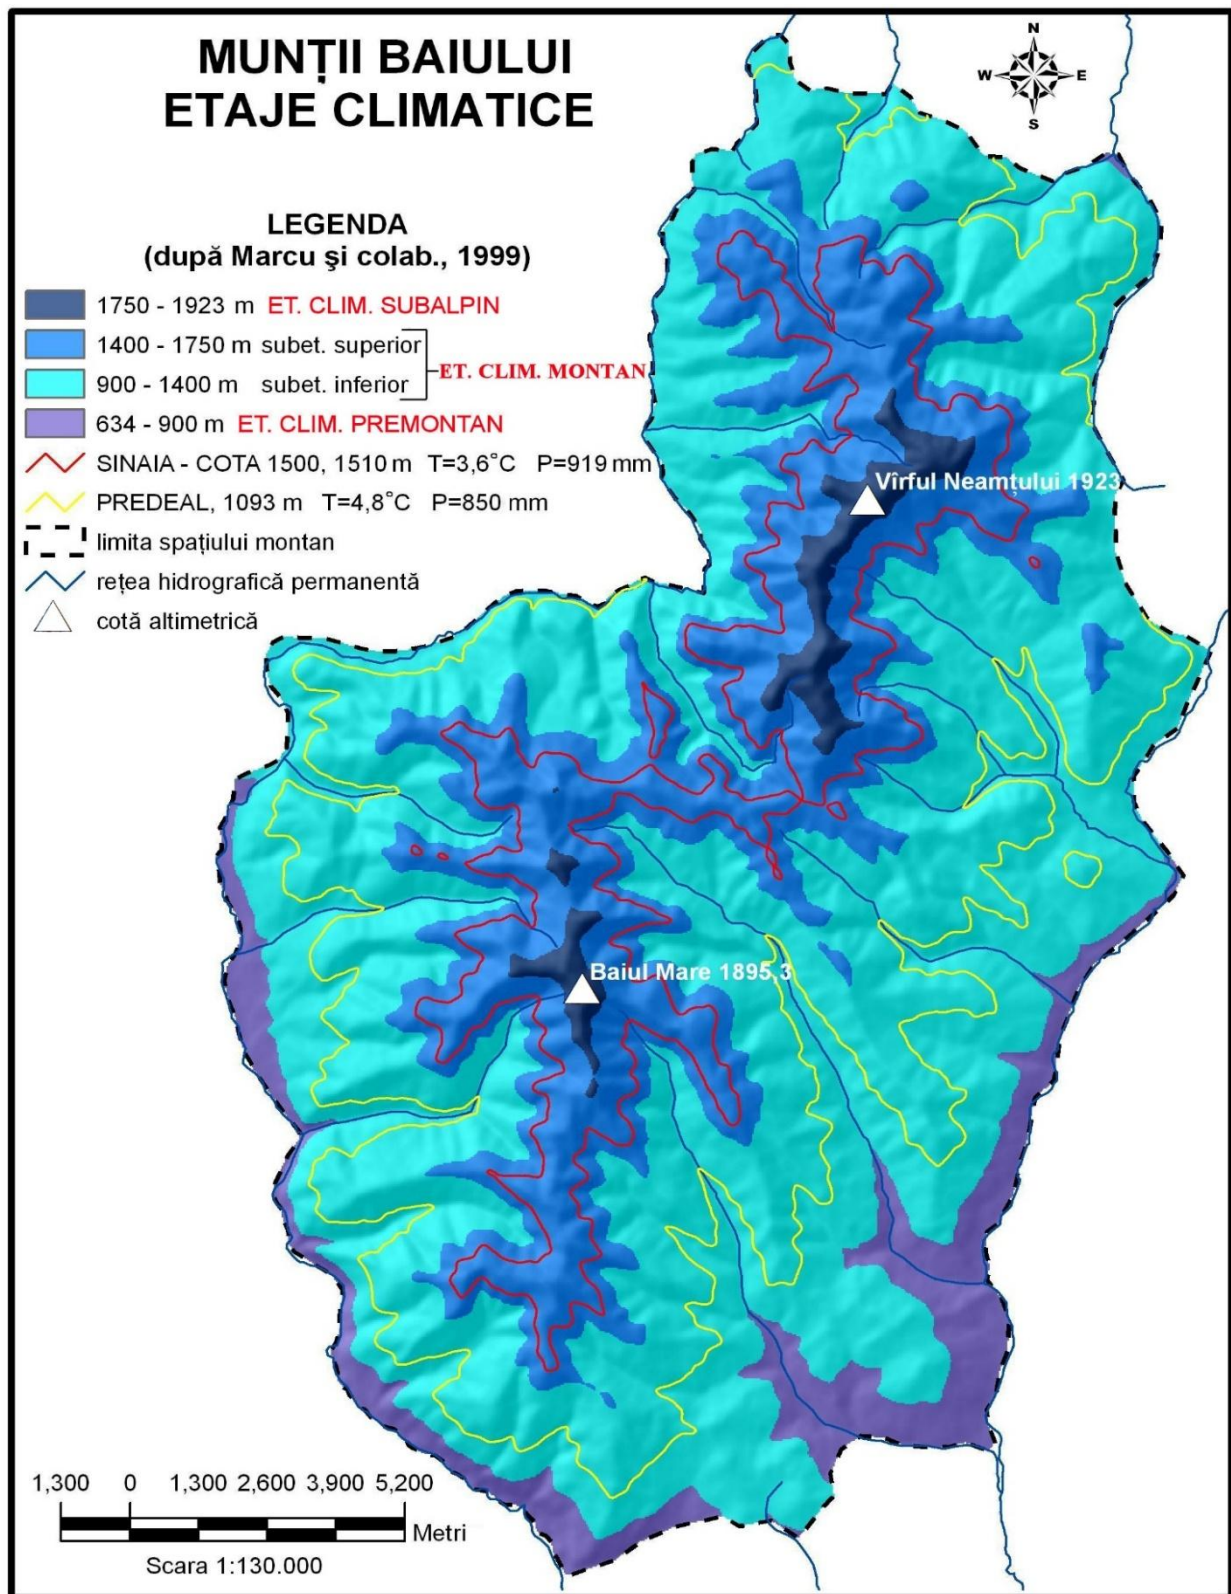 MUNȚII BAIULUI
ETAJE CLIMATICE
N
W E
S
LEGENDA
(după Marcu și colab., 1999)
1750 - 1923 m ET. CLIM. SUBALPIN
1400 - 1750 m subet. superior
ET. CLIM. MONTAN
900 - 1400 m subet. inferior
634 - 900 m ET. CLIM. PREMONTAN
SINAIA - COTA 1500, 1510 m T=3,6°C P=919 mm
PREDEAL, 1093 m T=4,8°C P=850 mm
limita spațiului montan
rețea hidrografică permanentă
cotă altimetrică
Vîrful Neamțului 1923
Baiul Mare 1895,3
1,300 0 1,300 2,600 3,900 5,200
Metri
Scara 1:130.000